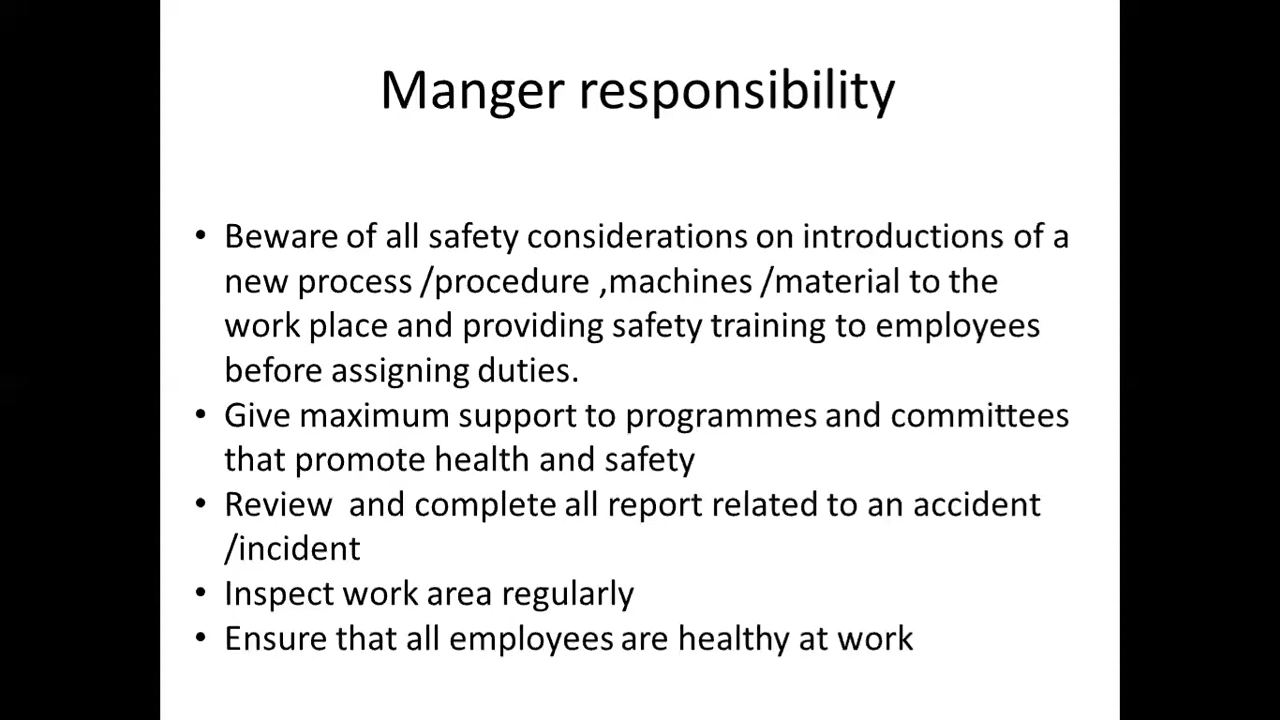 Manger responsibility
• Beware of all safety considerations on introductions of a
new process /procedure ,machines /material to the
work place and providing safety training to employees
before assigning duties.
• Give maximum support to programmes and committees
that promote health and safety
• Review  and complete all report related to an accident
/incident
• Inspect work area regularly
• Ensure that all employees are healthy at work